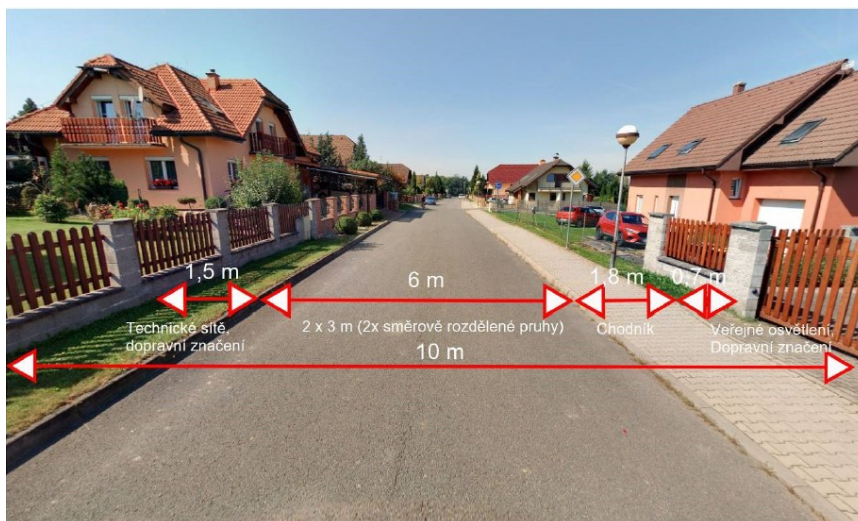 1,5 m
6 m
1,8 m
0,7 m
Technické sítě,
dopravní značení
2 x 3 m (2x směrově rozdělené pruhy)
Chodník
Veřejné osvětlení,
Dopravní značení
10 m